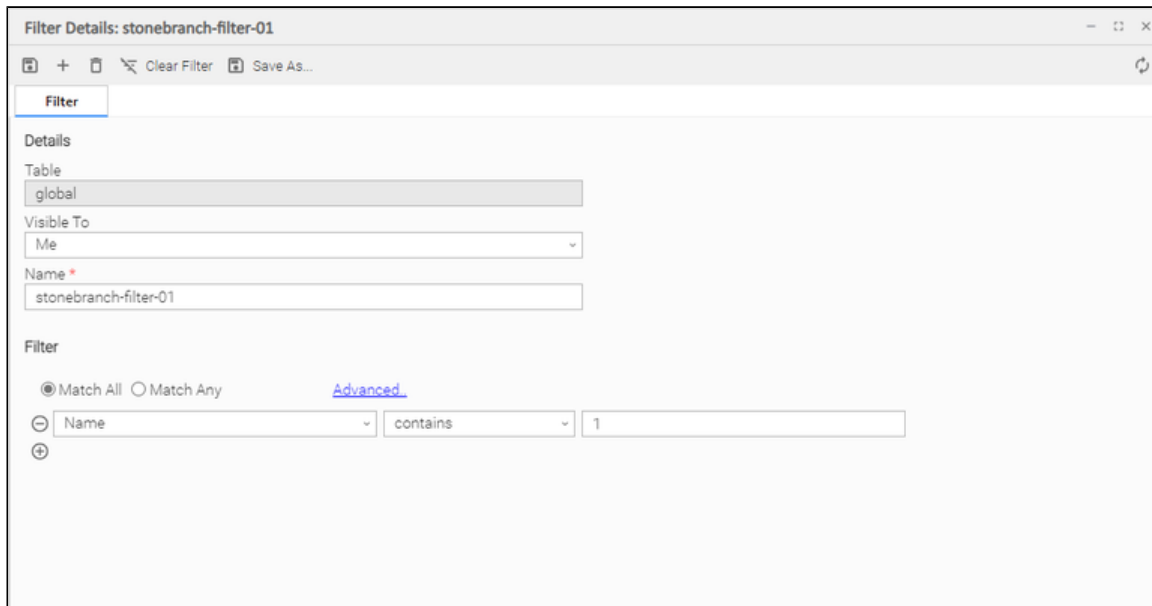 Filter Details: stonebranch-filter-01
Clear Filter Save As...
Filter
Details
Table
global
Visible To
Me
Name *
stonebranch-filter-01
Filter
Match All Match Any Advanced..
Name contains 1